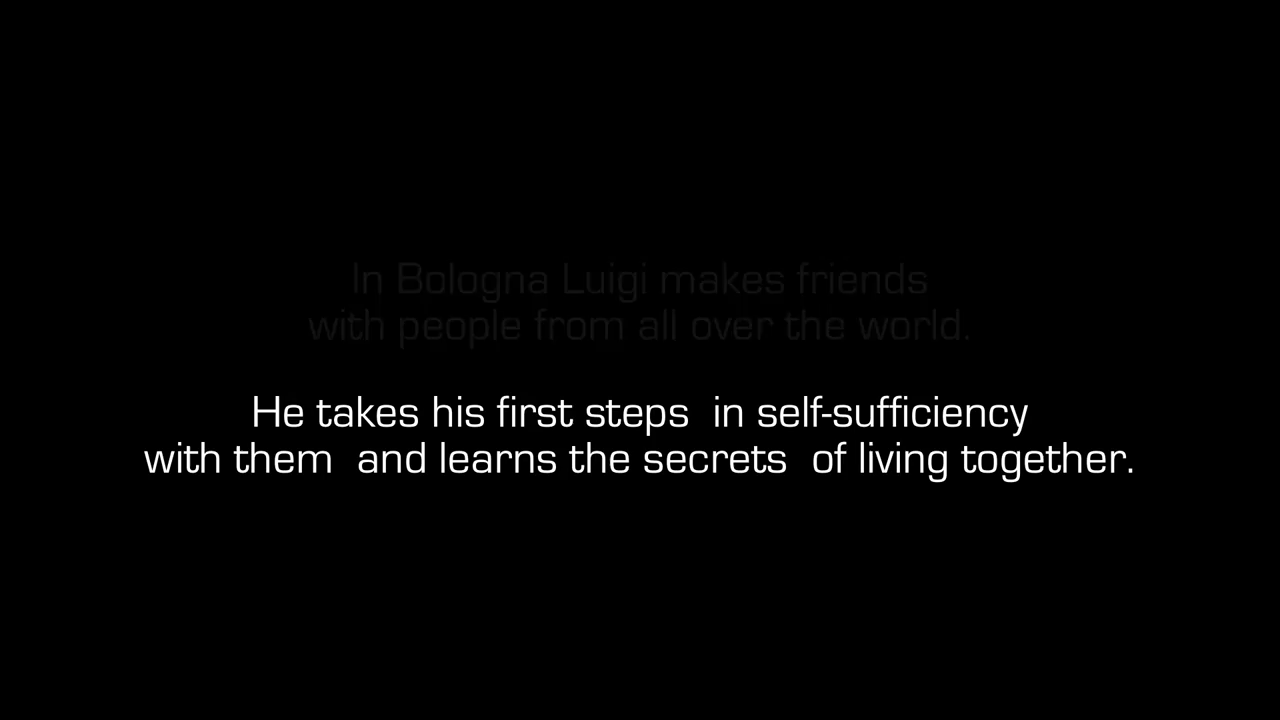 In Bologna Luigi makes friends
with people from all over the world.
He takes his first steps  in self-sufficiency
with them  and learns the secrets  of living together.